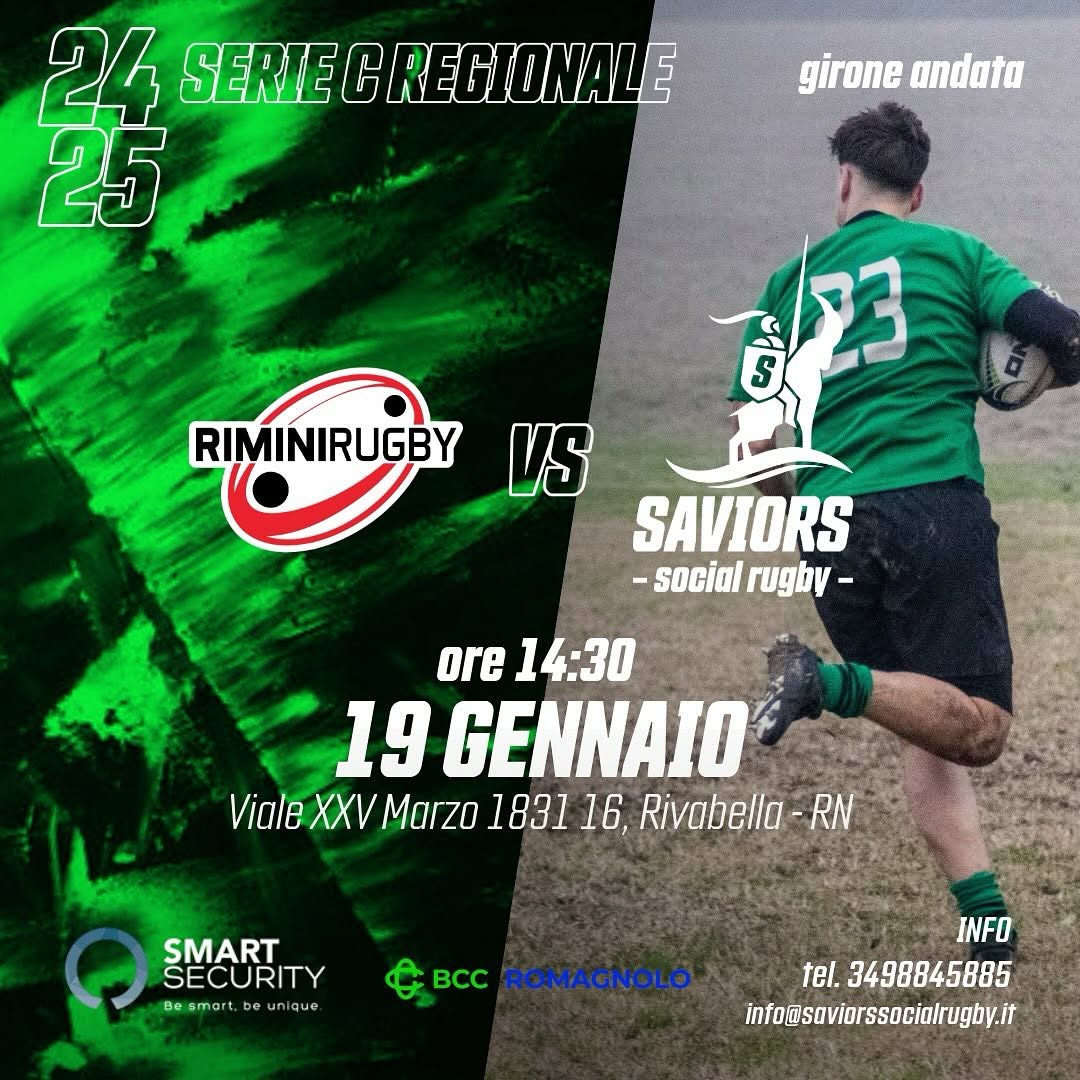 24
25
SERIE C REGIONALE
girone andata
23
S
RIMINIRUGBY
VS
SAVIORS
- social rugby -
ore 14:30
19 GENNAIO
Viale XXV Marzo 1831 16, Rivabella - RN
SMART
SECURITY
Be smart, be unique.
BCC ROMAGNOLO
INFO
tel. 3498845885
info@saviorssocialrugby.it